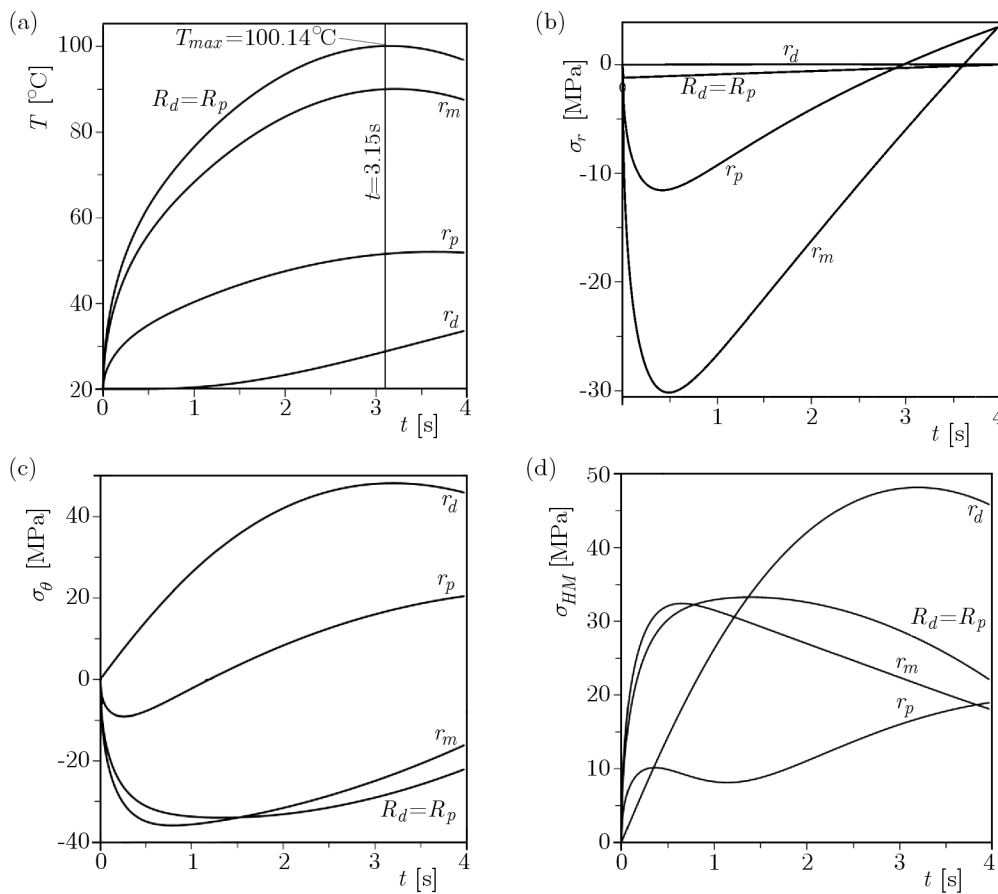 (a)
T [°C]
100
80
60
40
20
0
1
2
3
4
t [s]
T_max=100.14°C
t=3.15s
R_d=R_p
r_m
r_p
r_d
(b)
σ_r [MPa]
0
-10
-20
-30
0
1
2
3
4
t [s]
r_d
R_d=R_p
r_p
r_m
(c)
σ_θ [MPa]
40
20
0
-20
-40
0
1
2
3
4
t [s]
r_d
r_p
r_m
R_d=R_p
(d)
σ_HM [MPa]
50
40
30
20
10
0
0
1
2
3
4
t [s]
r_d
R_d=R_p
r_m
r_p